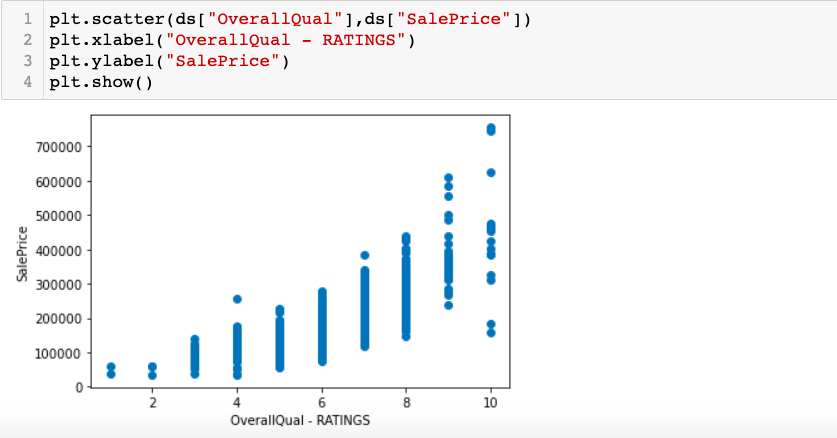 1 plt.scatter(ds["OverallQual"],ds["SalePrice"])
2 plt.xlabel("OverallQual - RATINGS")
3 plt.ylabel("SalePrice")
4 plt.show()
700000
600000
500000
400000
300000
200000
100000
0
SalePrice
2 4 6 8 10
OverallQual - RATINGS